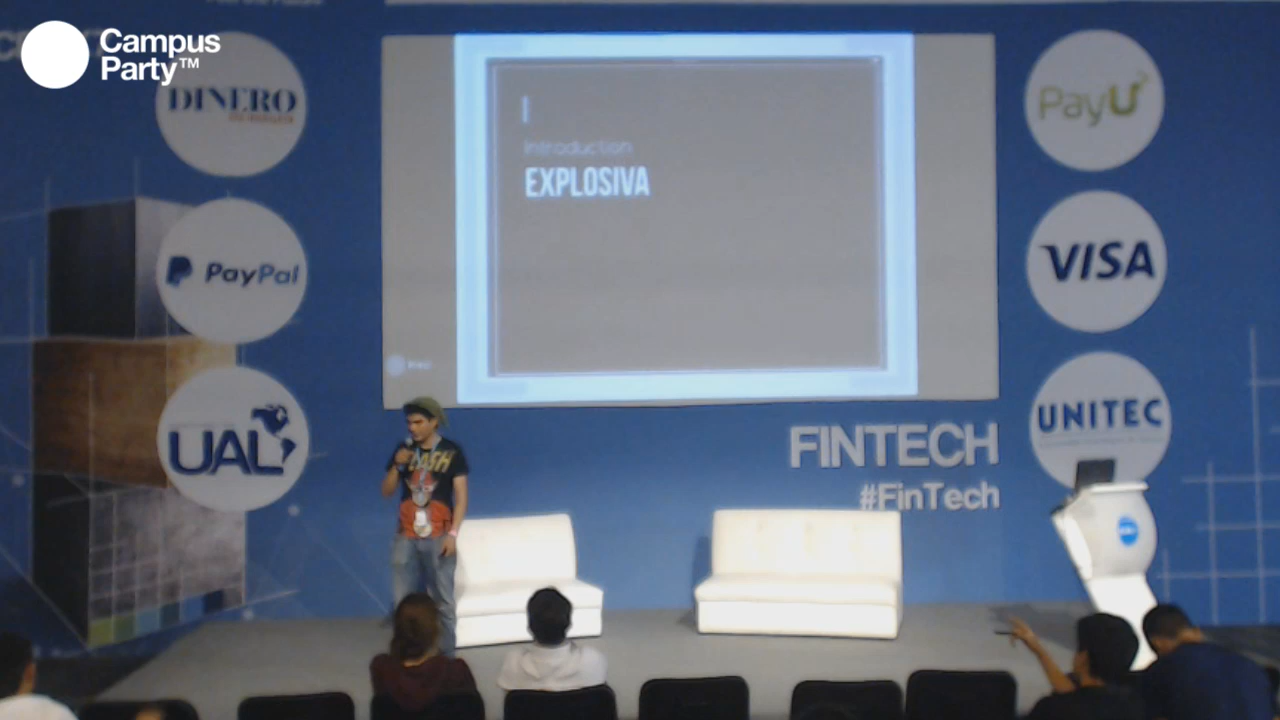 Campus
Party™
DINERO
PayPal
UAL
I
Introduction
EXPLOSIVA
PayU
VISA
UNITEC
FINTECH
#FinTech